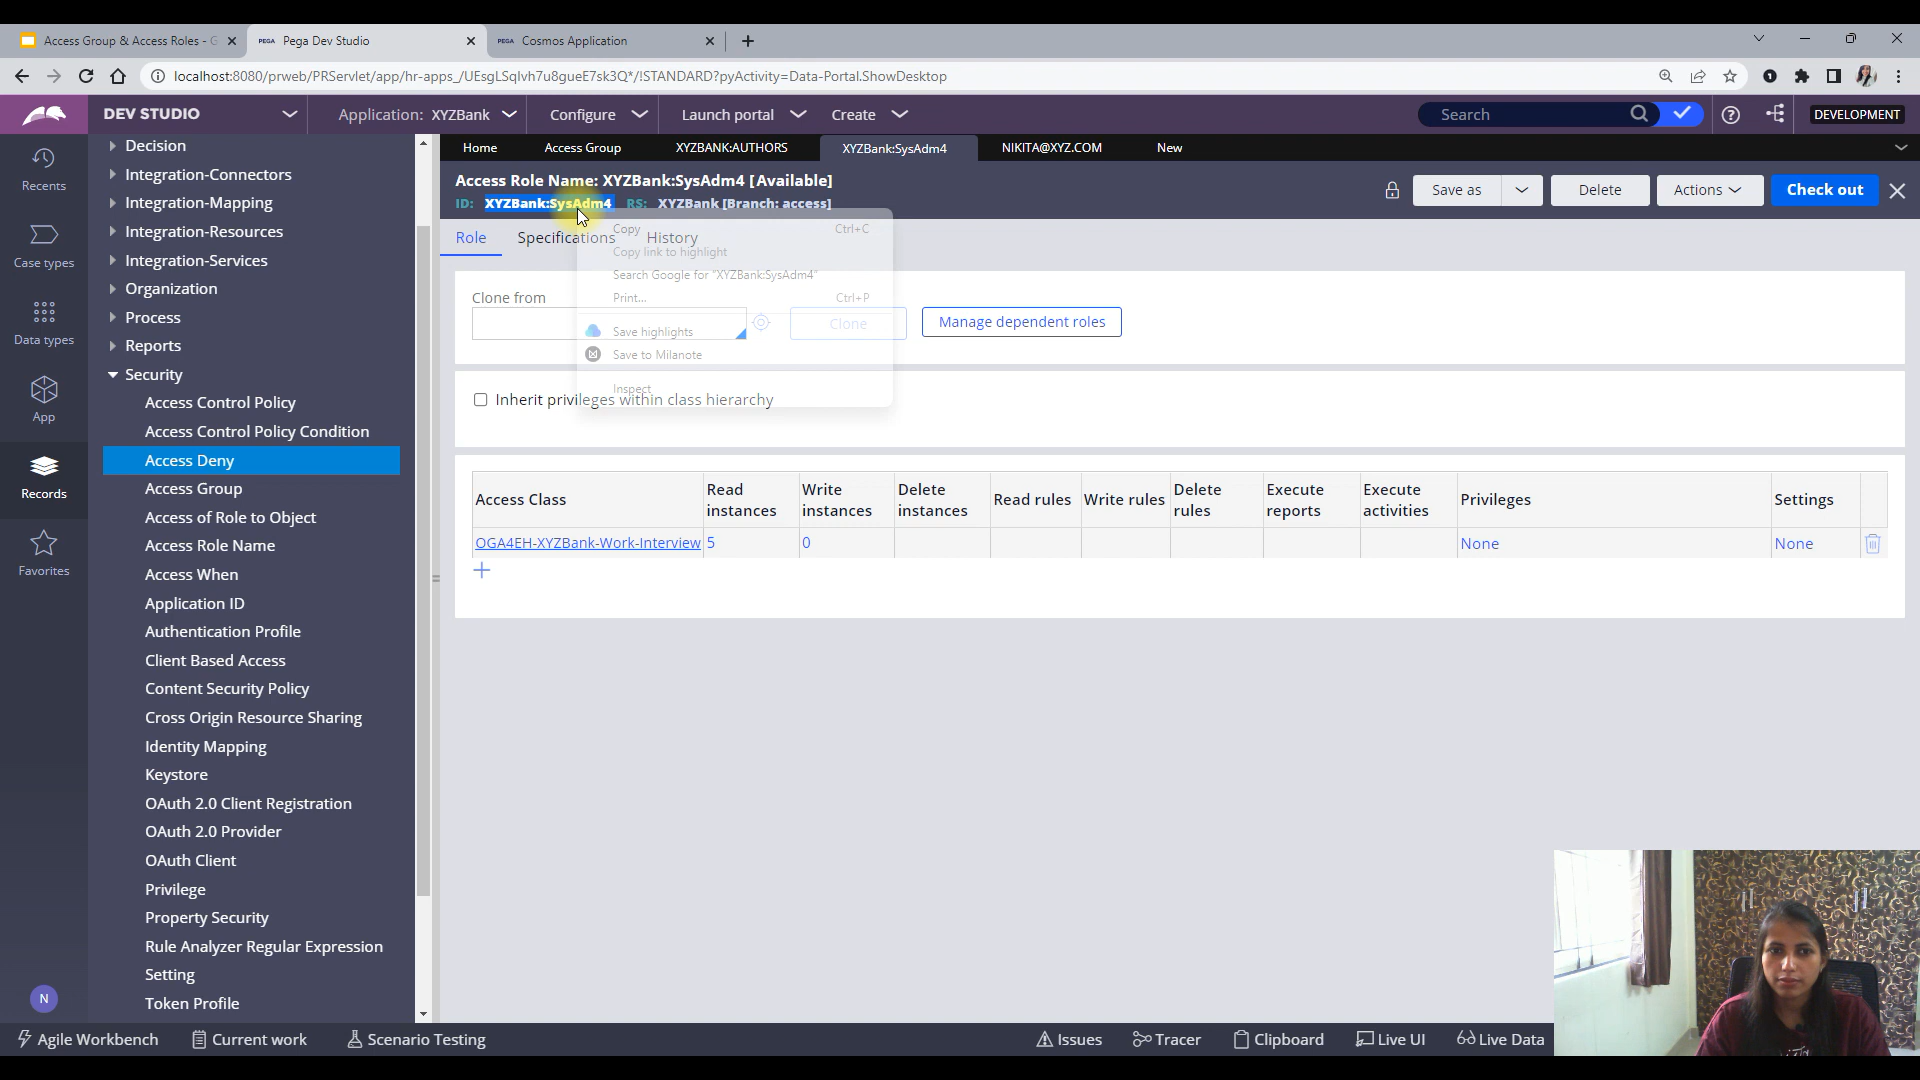 Access Group & Access Roles - G
Pega Dev Studio
Cosmos Application
localhost:8080/prweb/PRServlet/app/hr-apps_/UEsgLSqlvh7u8gueE7sk3Q*/!STANDARD?pyActivity=Data-Portal.ShowDesktop
DEV STUDIO
Application: XYZBank
Configure
Launch portal
Create
Search
DEVELOPMENT
Recents
Case types
Data types
App
Records
Favorites
N
Decision
Integration-Connectors
Integration-Mapping
Integration-Resources
Integration-Services
Organization
Process
Reports
Security
Access Control Policy
Access Control Policy Condition
Access Deny
Access Group
Access of Role to Object
Access Role Name
Access When
Application ID
Authentication Profile
Client Based Access
Content Security Policy
Cross Origin Resource Sharing
Identity Mapping
Keystore
OAuth 2.0 Client Registration
OAuth 2.0 Provider
OAuth Client
Privilege
Property Security
Rule Analyzer Regular Expression
Setting
Token Profile
Home
Access Group
XYZBANK:AUTHORS
XYZBank:SysAdm4
NIKITA@XYZ.COM
New
Access Role Name: XYZBank:SysAdm4 [Available]
ID: XYZBank:SysAdm4 RS: XYZBank [Branch: access]
Save as
Delete
Actions
Check out
Role
Specifications
History
Copy Ctrl+C
Copy link to highlight
Search Google for "XYZBank:SysAdm4"
Print... Ctrl+P
Save highlights
Save to Milanote
Inspect
Clone from
Clone
Manage dependent roles
Inherit privileges within class hierarchy
Access Class
Read instances
Write instances
Delete instances
Read rules
Write rules
Delete rules
Execute reports
Execute activities
Privileges
Settings
OGA4EH-XYZBank-Work-Interview 5 0 None None
Agile Workbench
Current work
Scenario Testing
Issues
Tracer
Clipboard
Live UI
Live Data